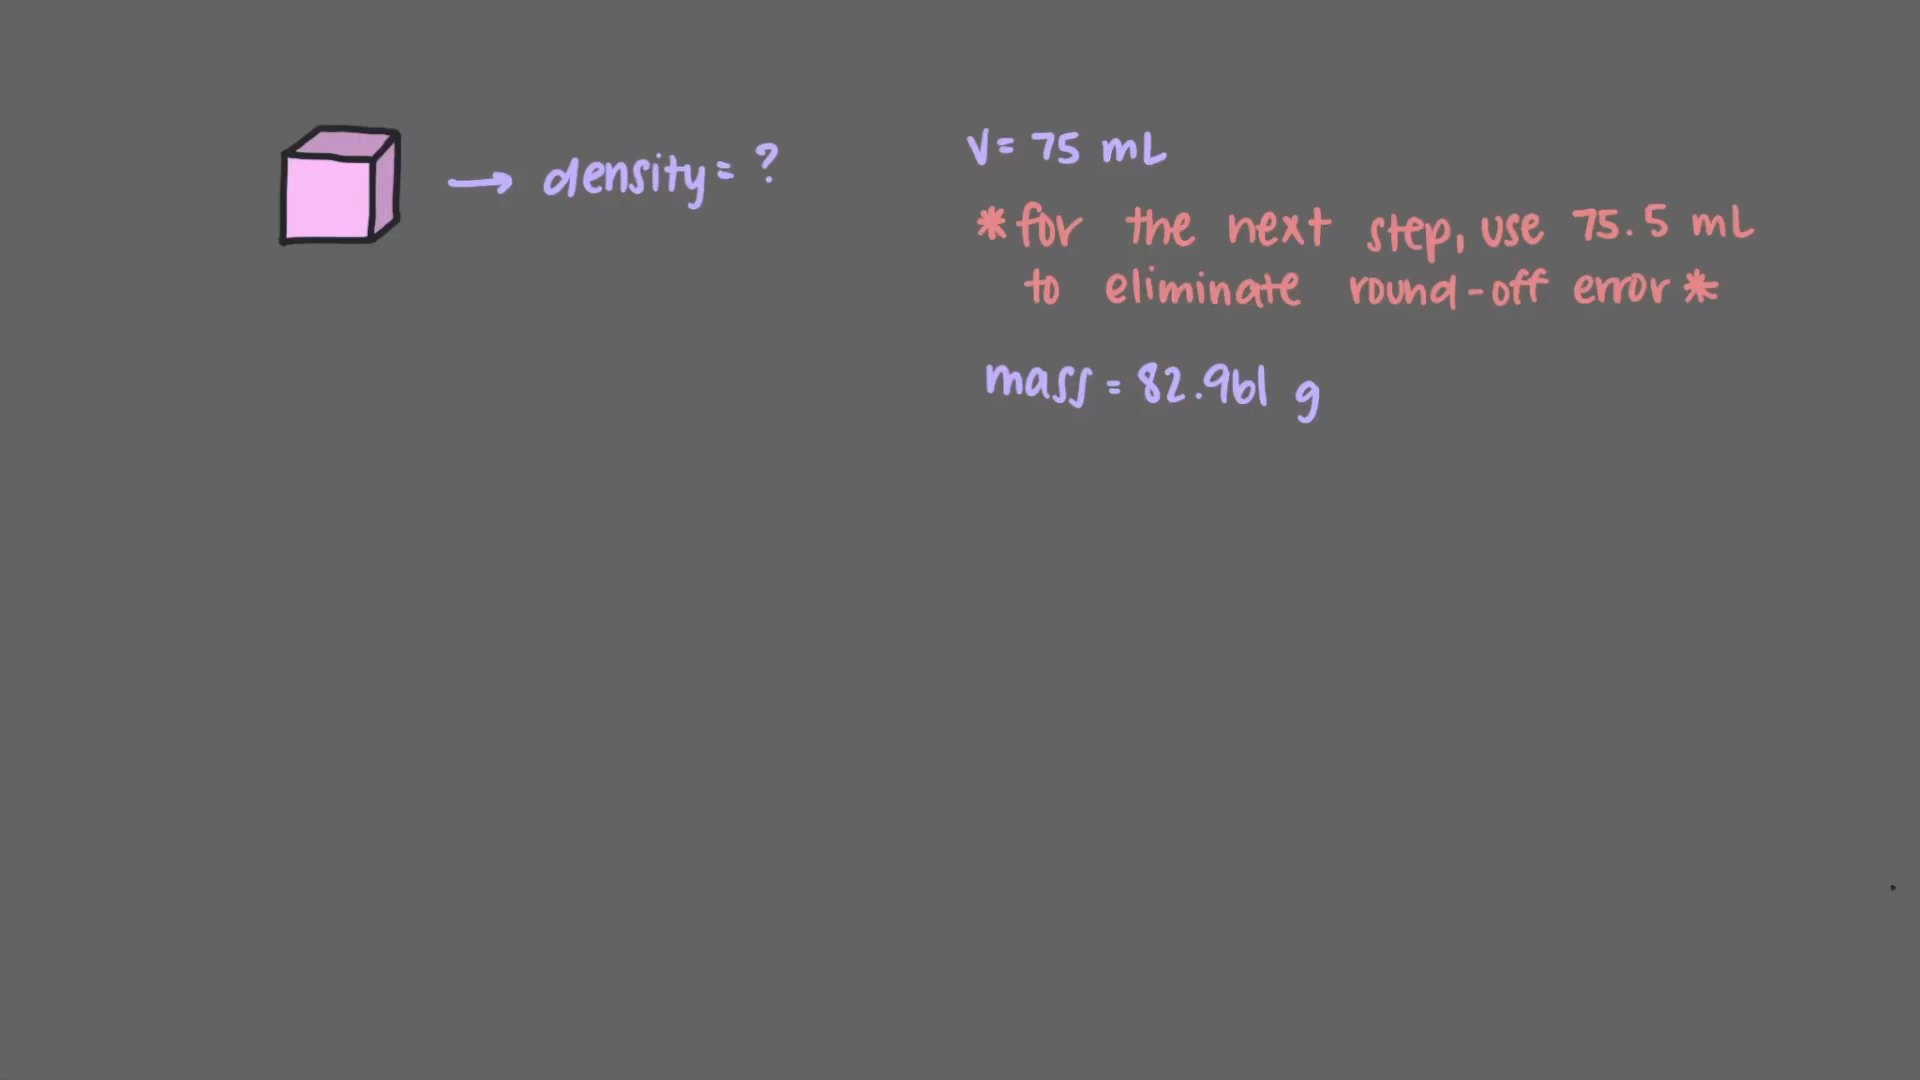 → density = ?
V = 75 mL
*for the next step, use 75.5 mL
to eliminate round-off error*
mass = 82.961 g